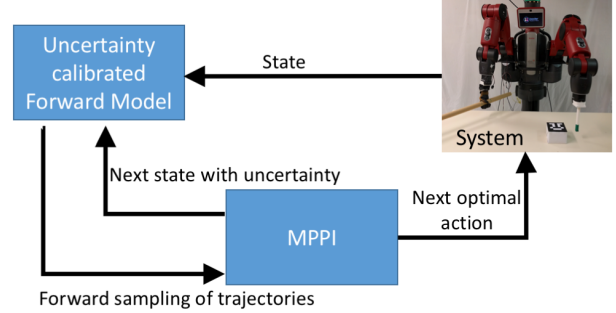 Uncertainty
calibrated
Forward Model
State
System
Next state with uncertainty
Next optimal
action
MPPI
Forward sampling of trajectories